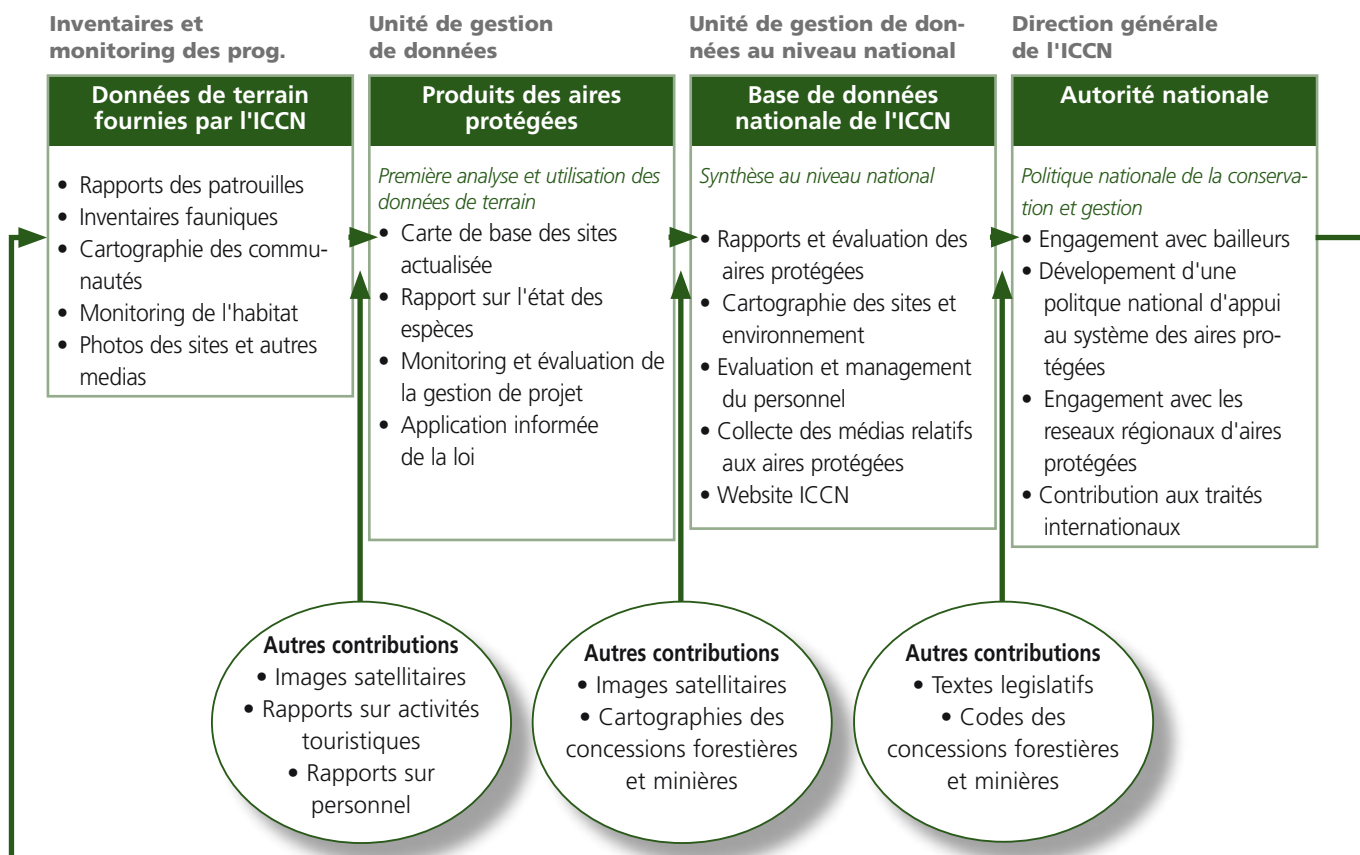 Inventaires et
monitoring des prog.
Données de terrain
fournies par l'ICCN
• Rapports des patrouilles
• Inventaires fauniques
• Cartographie des commu-
nautés
• Monitoring de l'habitat
• Photos des sites et autres
medias
Unité de gestion
de données
Produits des aires
protégées
Première analyse et utilisation des
données de terrain
• Carte de base des sites
actualisée
• Rapport sur l'état des
espèces
• Monitoring et évaluation de
la gestion de projet
• Application informée
de la loi
Unité de gestion de don-
nées au niveau national
Base de données
nationale de l'ICCN
Synthèse au niveau national
• Rapports et évaluation des
aires protégées
• Cartographie des sites et
environnement
• Evaluation et management
du personnel
• Collecte des médias relatifs
aux aires protégées
• Website ICCN
Direction générale
de l'ICCN
Autorité nationale
Politique nationale de la conserva-
tion et gestion
• Engagement avec bailleurs
• Dévelopement d'une
politque national d'appui
au système des aires pro-
tégées
• Engagement avec les
reseaux régionaux d'aires
protégées
• Contribution aux traités
internationaux
Autres contributions
• Images satellitaires
• Rapports sur activités
touristiques
• Rapports sur
personnel
Autres contributions
• Images satellitaires
• Cartographies des
concessions forestières
et minières
Autres contributions
• Textes legislatifs
• Codes des
concessions forestières
et minières